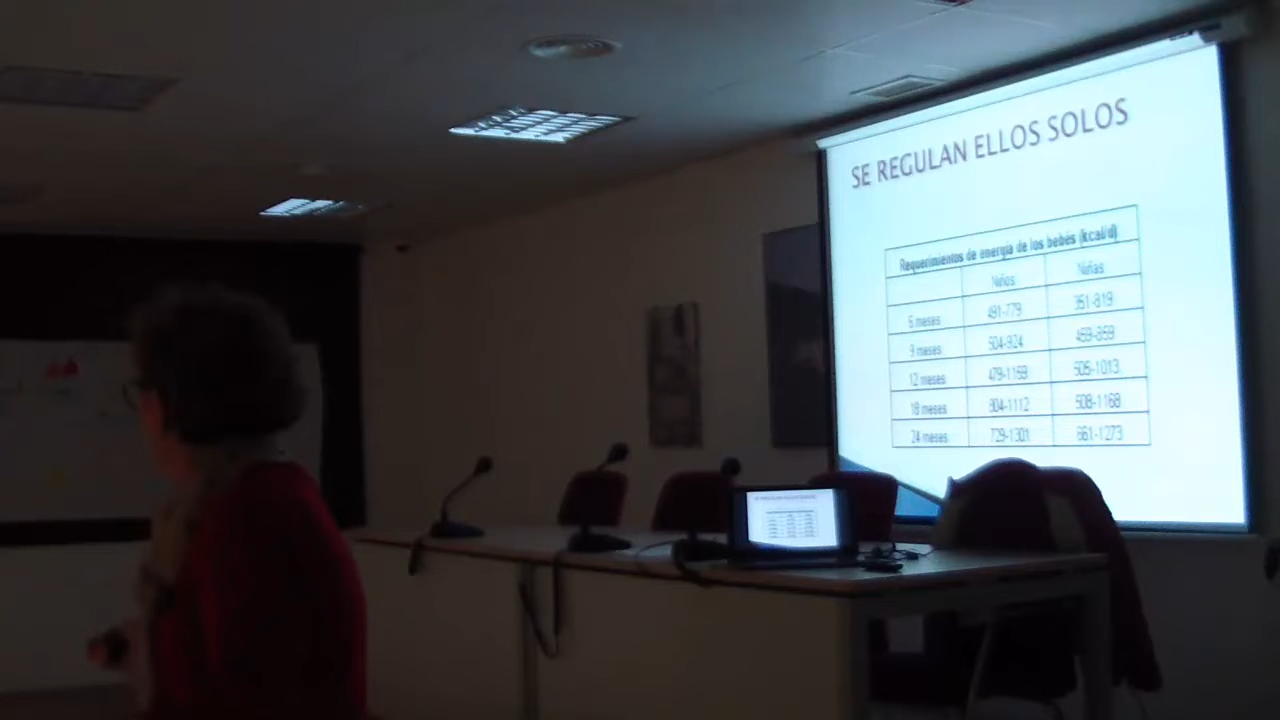 SE REGULAN ELLOS SOLOS
Requerimientos de energía de los bebés (kcal/d)
Niños Niñas
6 meses 491-779 351-819
9 meses 504-924 459-859
12 meses 479-1159 505-1013
18 meses 804-1112 508-1168
24 meses 729-1301 661-1273